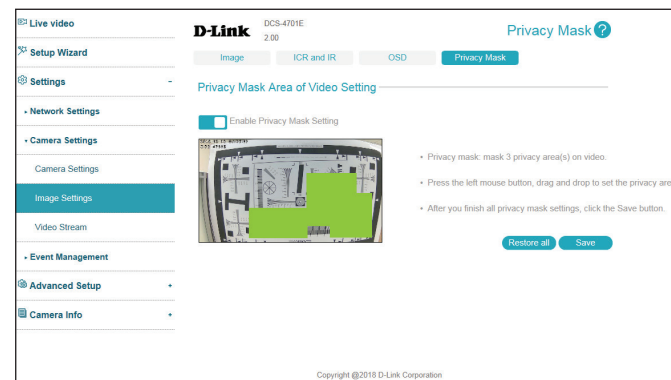 Live video
Setup Wizard
Settings -
Network Settings
Camera Settings
Camera Settings
Image Settings
Video Stream
Event Management
Advanced Setup +
Camera Info +
D-Link
DCS-4701E
2.00
Privacy Mask ?
Image
ICR and IR
OSD
Privacy Mask
Privacy Mask Area of Video Setting
Enable Privacy Mask Setting
• Privacy mask: mask 3 privacy area(s) on video.
• Press the left mouse button, drag and drop to set the privacy are
• After you finish all privacy mask settings, click the Save button.
Restore all
Save
Copyright @2018 D-Link Corporation